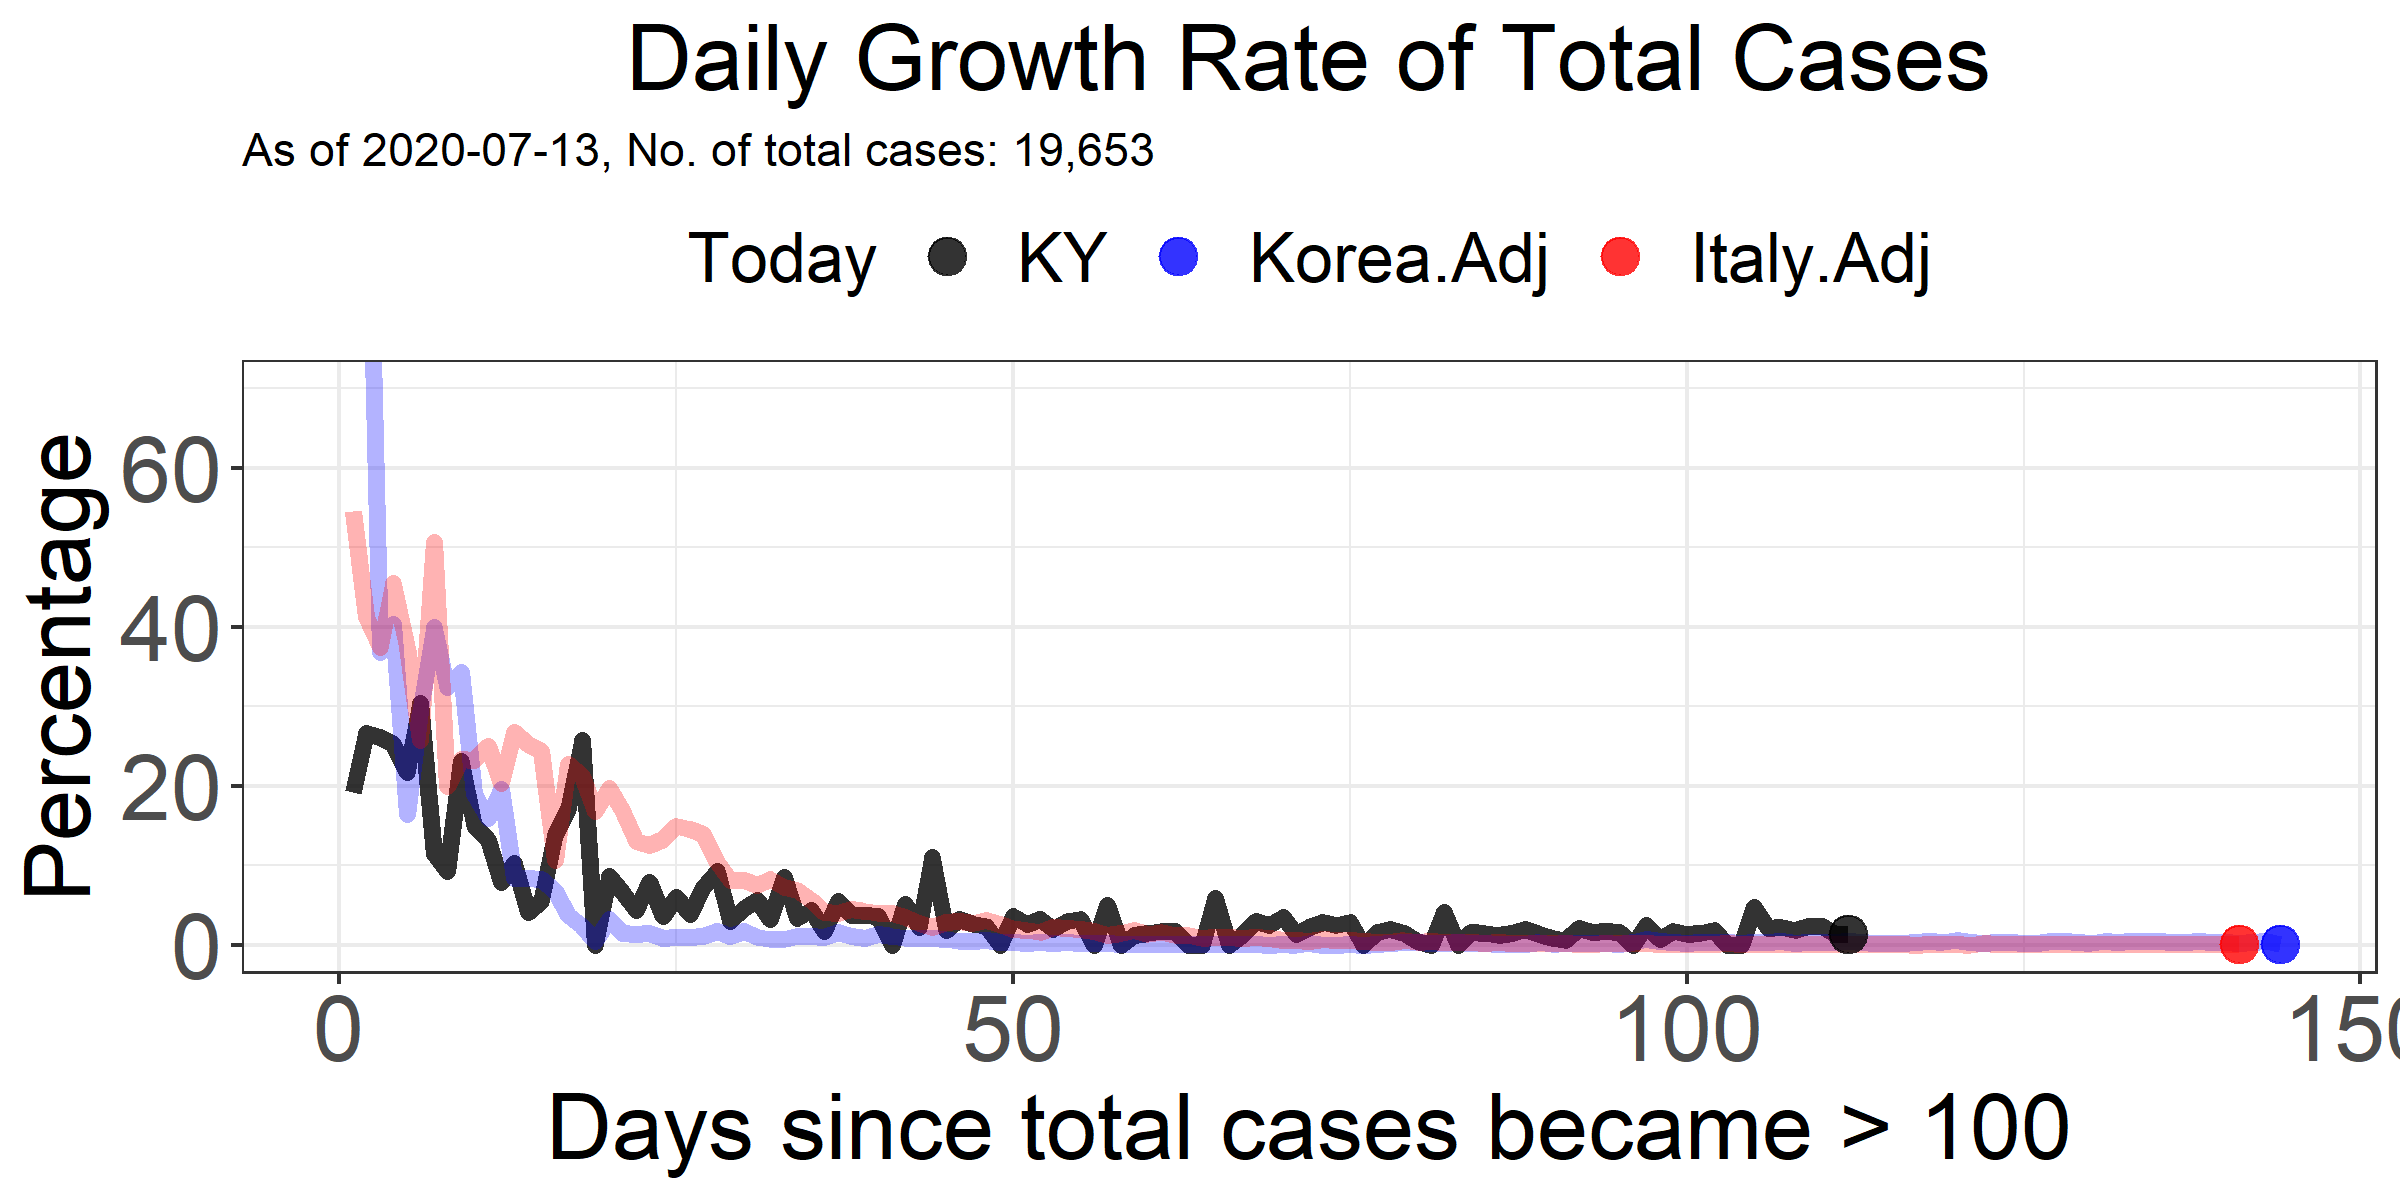 Daily Growth Rate of Total Cases
As of 2020-07-13, No. of total cases: 19,653
Today KY Korea.Adj Italy.Adj
Percentage
60
40
20
0
0 50 100 150
Days since total cases became > 100